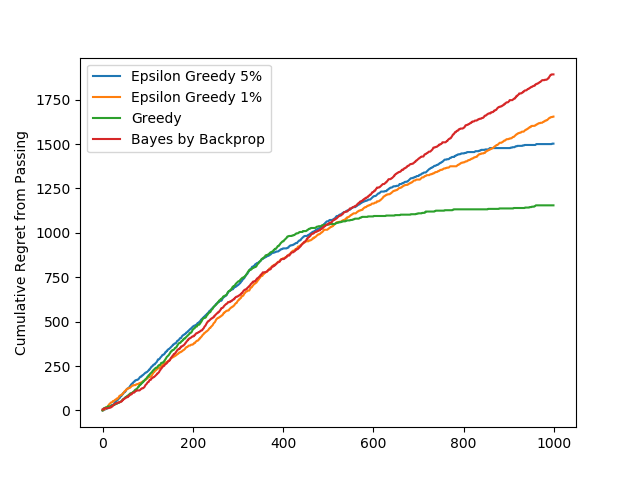 Epsilon Greedy 5%
Epsilon Greedy 1%
Greedy
Bayes by Backprop
Cumulative Regret from Passing
1750
1500
1250
1000
750
500
250
0
0 200 400 600 800 1000